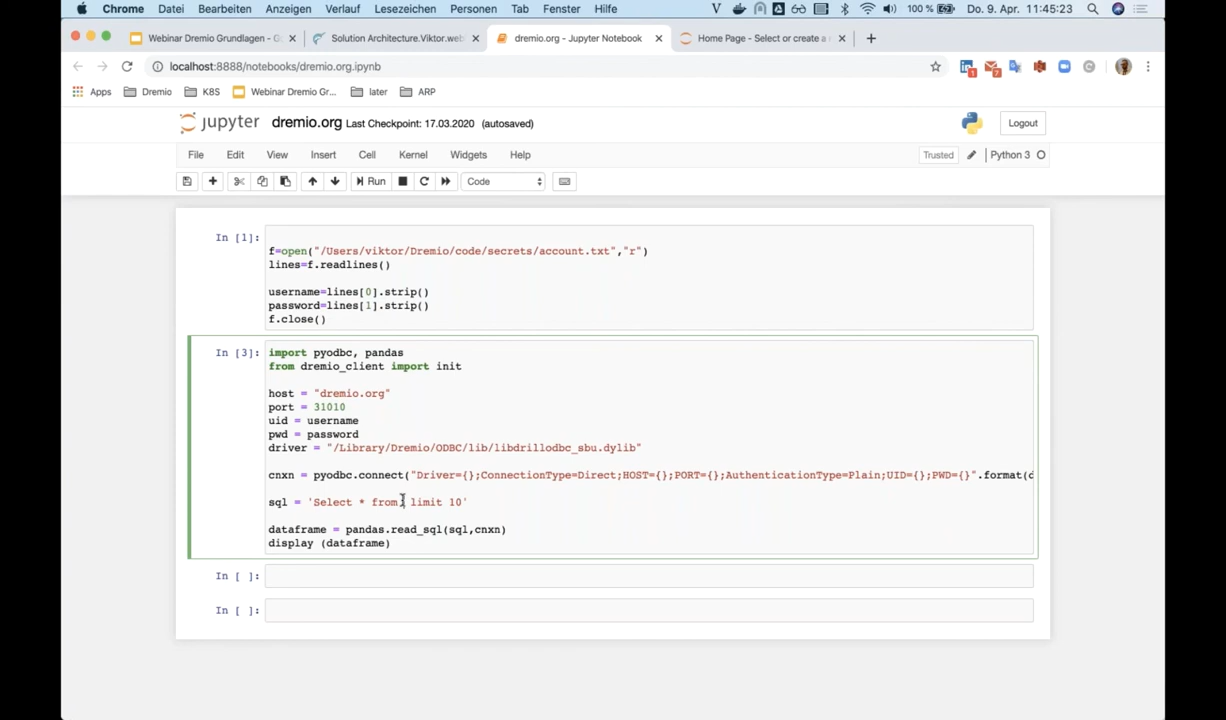 Chrome Datei Bearbeiten Anzeigen Verlauf Lesezeichen Personen Tab Fenster Hilfe 100 % Do. 9. Apr. 11:45:23
Webinar Dremio Grundlagen - G Solution Architecture.Viktor.web dremio.org - Jupyter Notebook Home Page - Select or create a
localhost:8888/notebooks/dremio.org.ipynb 1 7
Apps Dremio K8S Webinar Dremio Gr... later ARP
jupyter dremio.org Last Checkpoint: 17.03.2020 (autosaved) Logout
File Edit View Insert Cell Kernel Widgets Help Trusted Python 3
Run Code
In [1]:
f=open("/Users/viktor/Dremio/code/secrets/account.txt","r")
lines=f.readlines()
username=lines[0].strip()
password=lines[1].strip()
f.close()
In [3]: import pyodbc, pandas
from dremio_client import init
host = "dremio.org"
port = 31010
uid = username
pwd = password
driver = "/Library/Dremio/ODBC/lib/libdrillodbc_sbu.dylib"
cnxn = pyodbc.connect("Driver={};ConnectionType=Direct;HOST={};PORT={};AuthenticationType=Plain;UID={};PWD={}".format(d
sql = 'Select * from limit 10'
dataframe = pandas.read_sql(sql,cnxn)
display (dataframe)
In [ ]:
In [ ]: